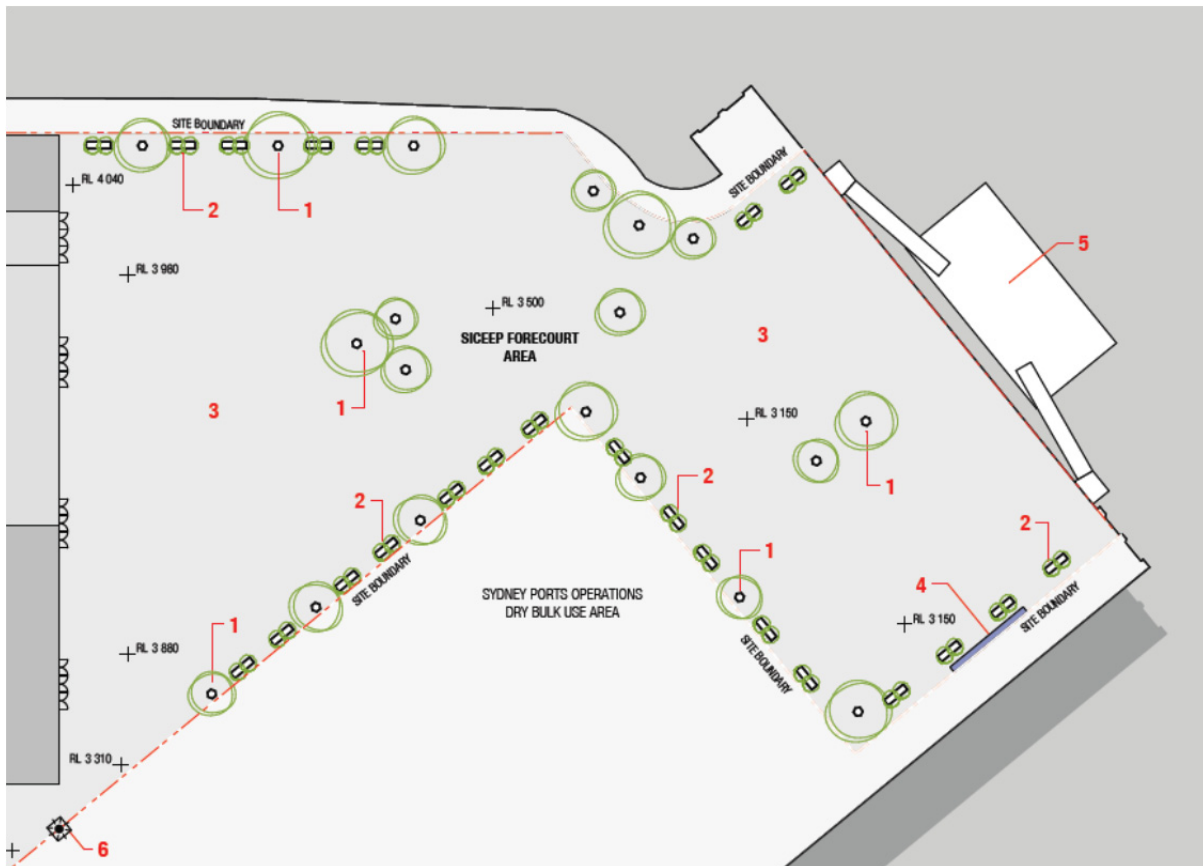 SITE BOUNDARY
RL 4 040
2
1
SITE BOUNDARY
5
RL 3 980
RL 3 500
SICEEP FORECOURT
AREA
3
1
3
RL 3 150
1
2
2
2
SITE BOUNDARY
1
4
SYDNEY PORTS OPERATIONS
DRY BULK USE AREA
SITE BOUNDARY
1
RL 3 150
RL 3 880
SITE BOUNDARY
RL 3 310
6